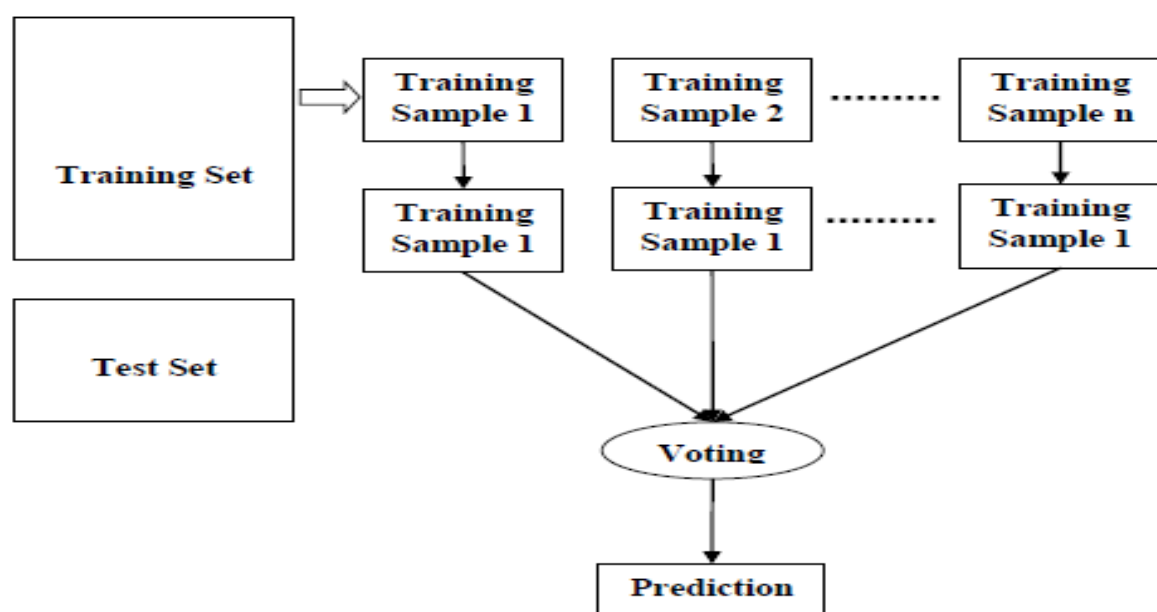 Training Set
Training
Sample 1
Training
Sample 2
Training
Sample n
Training
Sample 1
Training
Sample 1
Training
Sample 1
Test Set
Voting
Prediction